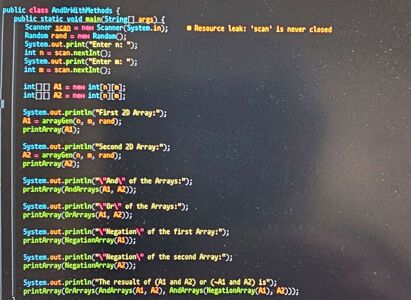 public class AndOrWithMethods {
public static void main(String[] args) {
Scanner scan = new Scanner(System.in); ■ Resource leak: 'scan' is never closed
Random rand = new Random();
System.out.print("Enter n: ");
int n = scan.nextInt();
System.out.print("Enter m: ");
int m = scan.nextInt();
int[][] A1 = new int[n][m];
int[][] A2 = new int[n][m];
System.out.println("First 2D Array:");
A1 = arrayGen(n, m, rand);
printArray(A1);
System.out.println("Second 2D Array:");
A2 = arrayGen(n, m, rand);
printArray(A2);
System.out.println("\"And\" of the Arrays:");
printArray(AndArrays(A1, A2));
System.out.println("\"Or\" of the Arrays:");
printArray(OrArrays(A1, A2));
System.out.println("\"Negation\" of the first Array:");
printArray(NegationArray(A1));
System.out.println("\"Negation\" of the second Array:");
printArray(NegationArray(A2));
System.out.println("The resualt of (A1 and A2) or (~A1 and A2) is");
printArray(OrArrays(AndArrays(A1, A2), AndArrays(NegationArray(A1), A2)));